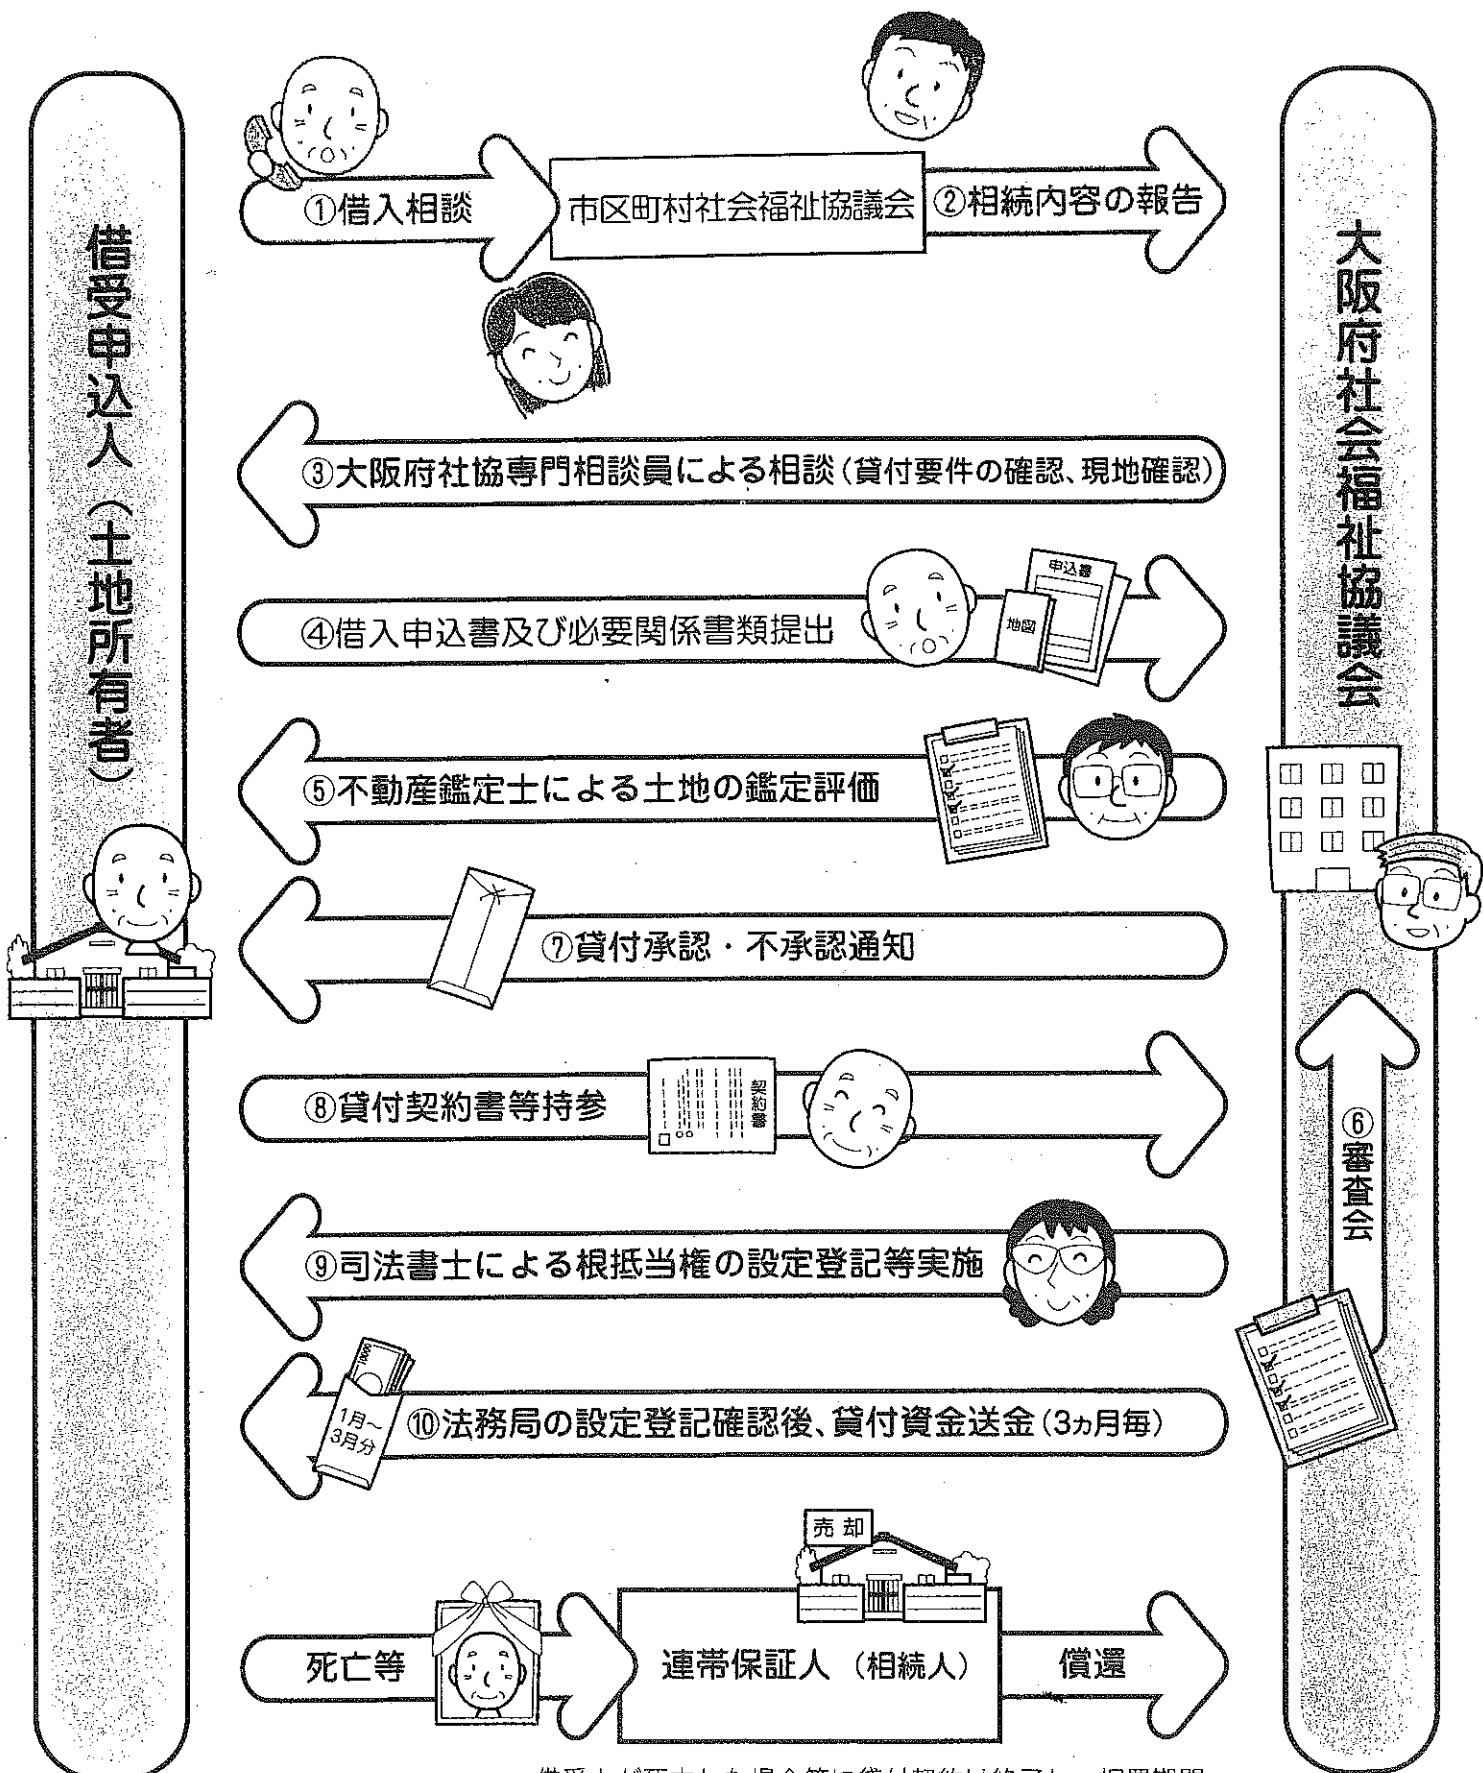 借受申込人（土地所有者）
大阪府社会福祉協議会
①借入相談
市区町村社会福祉協議会
②相続内容の報告
③大阪府社協専門相談員による相談（貸付要件の確認、現地確認）
④借入申込書及び必要関係書類提出
申込書
地図
⑤不動産鑑定士による土地の鑑定評価
⑥審査会
⑦貸付承認・不承認通知
⑧貸付契約書等持参
契約書
⑨司法書士による根抵当権の設定登記等実施
⑩法務局の設定登記確認後、貸付資金送金（3ヵ月毎）
1月～
3月分
売却
死亡等
連帯保証人（相続人）
償還